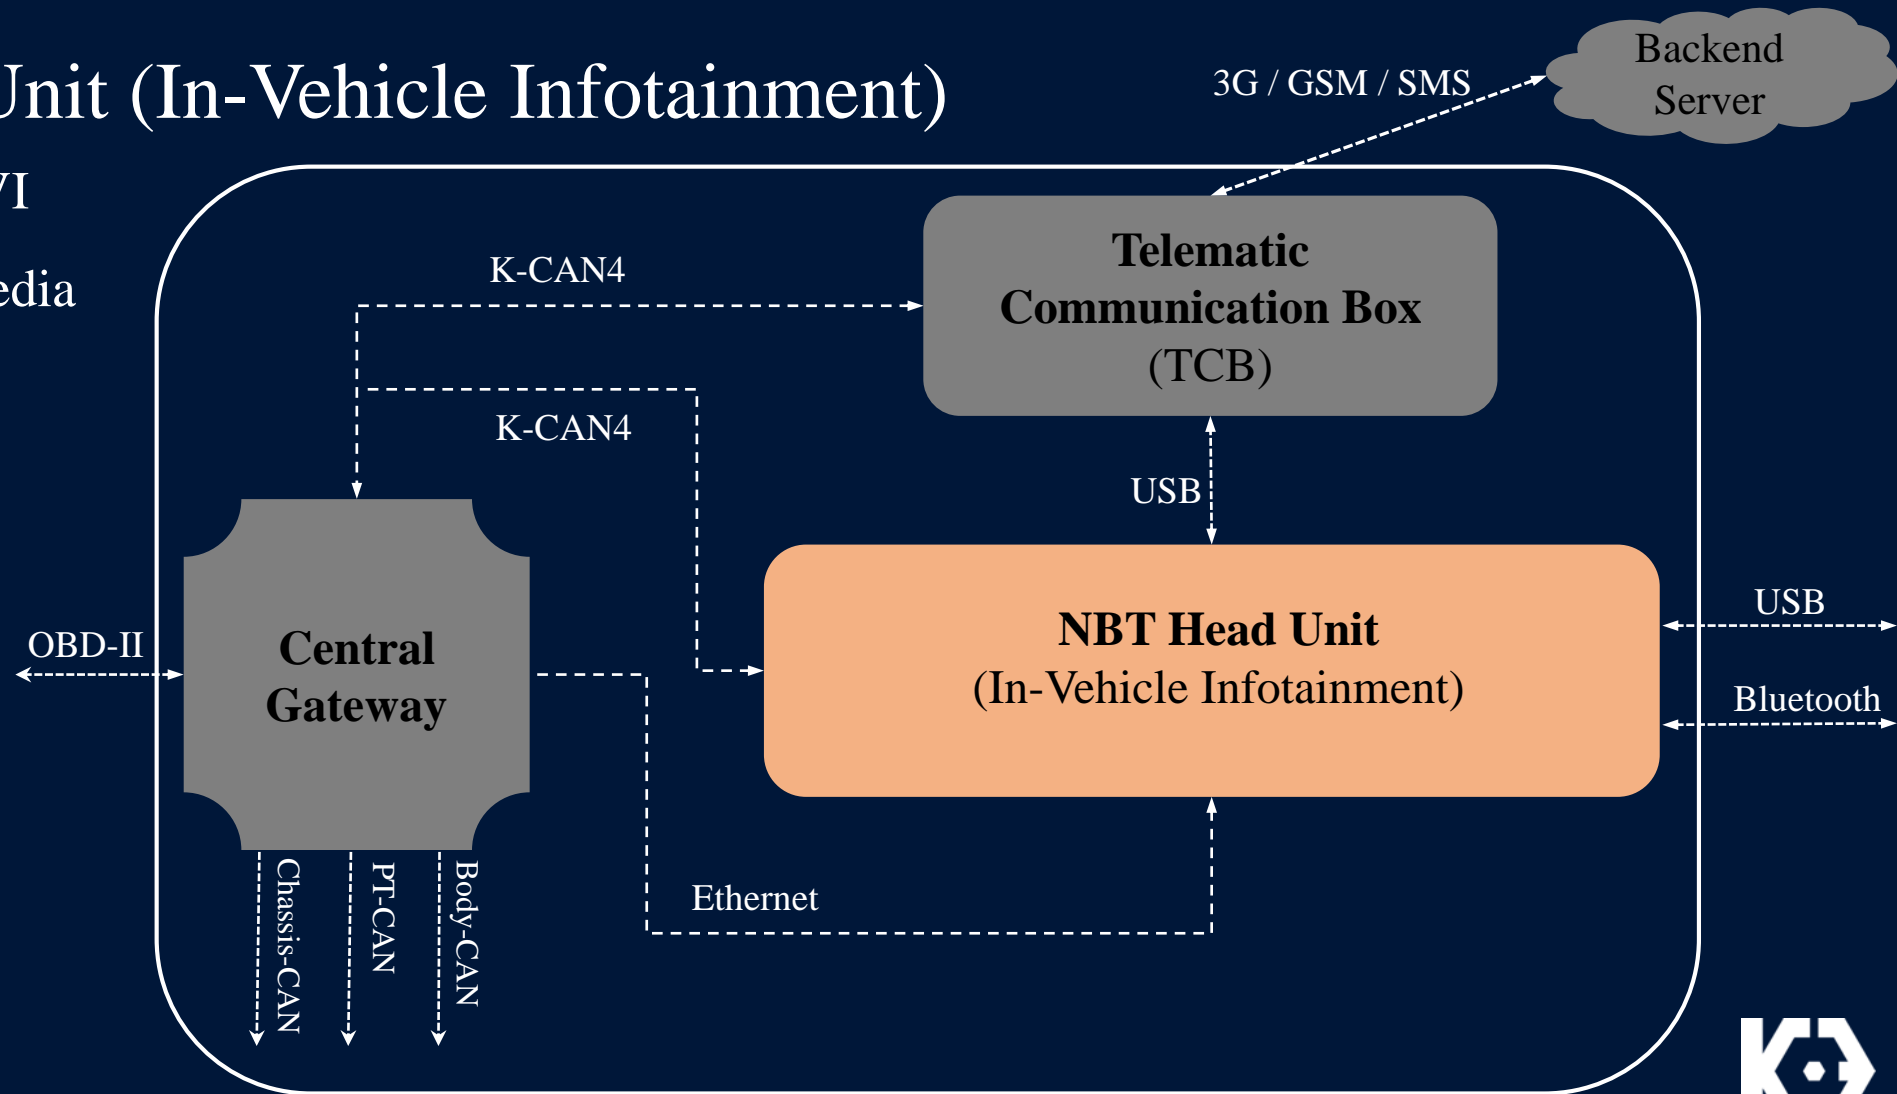 Unit (In-Vehicle Infotainment)
VI
edia
3G / GSM / SMS
Backend
Server
K-CAN4
Telematic
Communication Box
(TCB)
K-CAN4
USB
OBD-II
Central
Gateway
NBT Head Unit
(In-Vehicle Infotainment)
USB
Bluetooth
Chassis-CAN
PT-CAN
Body-CAN
Ethernet